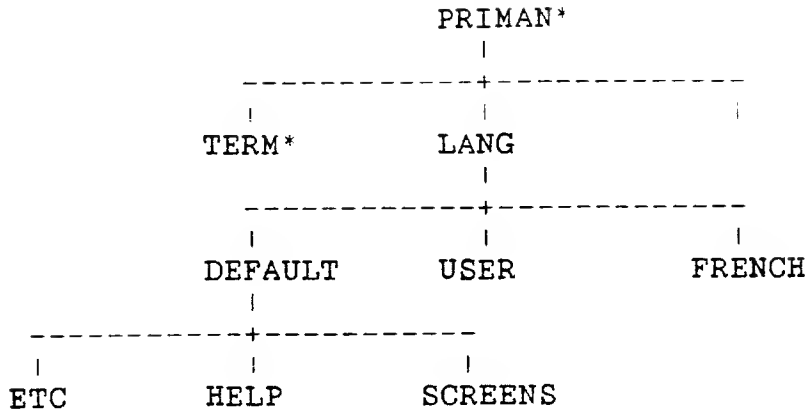 PRIMAN*
TERM* LANG
DEFAULT USER FRENCH
ETC HELP SCREENS